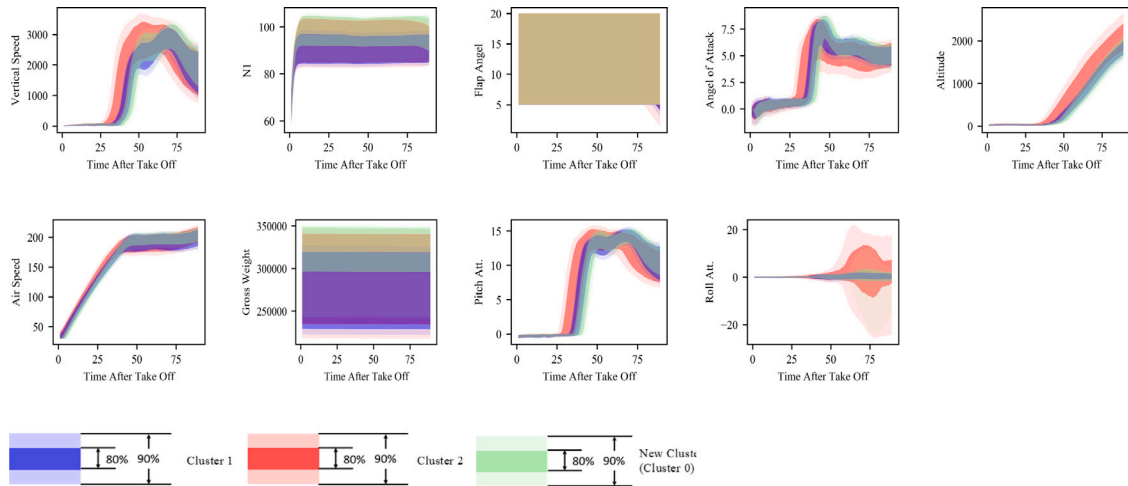 Vertical Speed
3000
2000
1000
0
0 25 50 75
Time After Take Off
N1
100
80
60
0 25 50 75
Time After Take Off
Flap Angel
20
15
10
5
0 25 50 75
Time After Take Off
Angel of Attack
7.5
5.0
2.5
0.0
0 25 50 75
Time After Take Off
Altitude
2000
1000
0
0 25 50 75
Time After Take Off
Air Speed
200
150
100
50
0 25 50 75
Time After Take Off
Gross Weight
350000
300000
250000
0 25 50 75
Time After Take Off
Pitch Att.
15
10
5
0
0 25 50 75
Time After Take Off
Roll Att.
20
0
−20
0 25 50 75
Time After Take Off
80% 90% Cluster 1
80% 90% Cluster 2
80% 90% New Cluste
(Cluster 0)